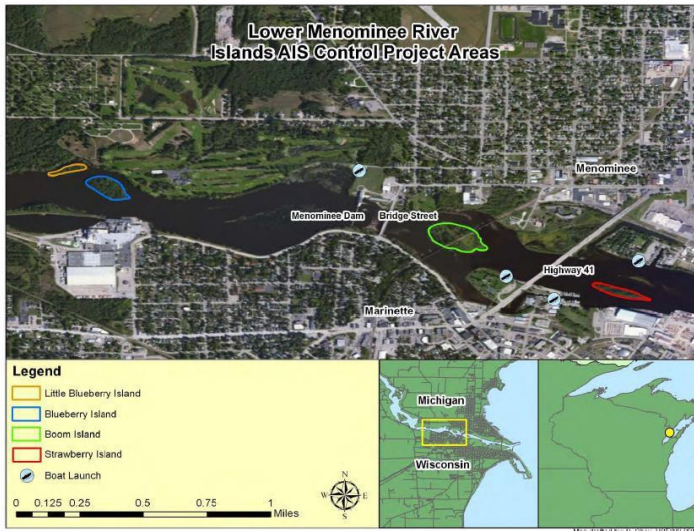 Lower Menominee River
Islands AIS Control Project Areas
Menominee
Menominee Dam
Bridge Street
Highway 41
Marinette
Legend
Little Blueberry Island
Blueberry Island
Boom Island
Strawberry Island
Boat Launch
0 0.125 0.25 0.5 0.75 1
Miles
N
W E
S
Michigan
Wisconsin